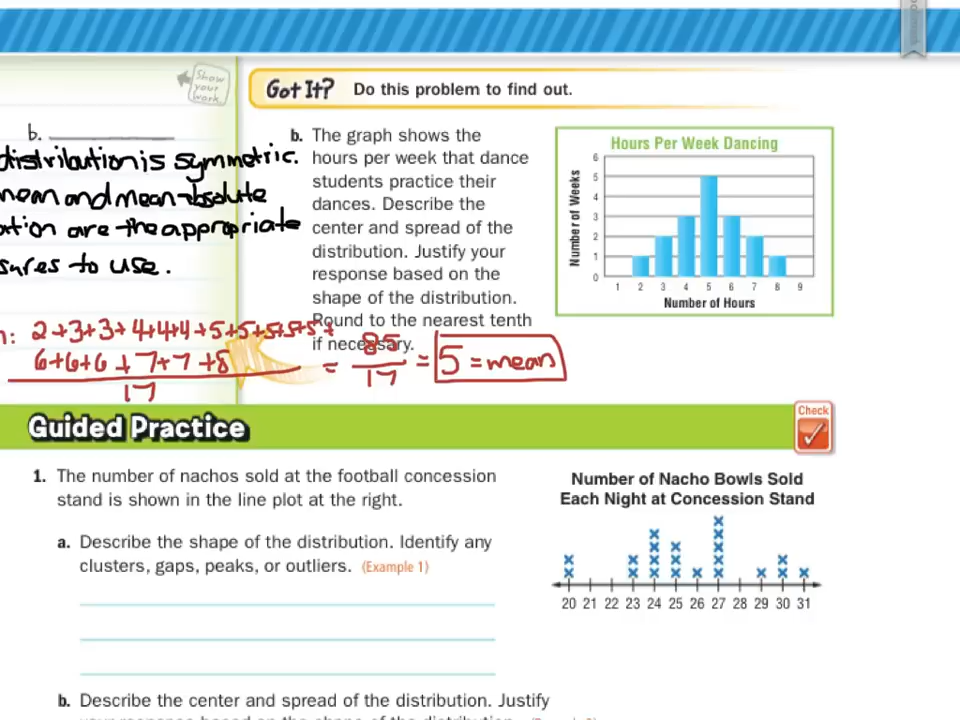 Show
your
work.
Got It? Do this problem to find out.
b. ___________
distribution is symmetric.
mean and mean absolute
ation are the appropriate
sures to use.
b. The graph shows the
hours per week that dance
students practice their
dances. Describe the
center and spread of the
distribution. Justify your
response based on the
shape of the distribution.
Round to the nearest tenth
if necessary.
Hours Per Week Dancing
Number of Weeks
6
5
4
3
2
1
0
1 2 3 4 5 6 7 8 9
Number of Hours
n: 2+3+3+4+4+4+5+5+5+5+5+
6+6+6+7+7+8
17
= 85
17
= 5 = mean
Guided Practice
Check
1. The number of nachos sold at the football concession
stand is shown in the line plot at the right.
a. Describe the shape of the distribution. Identify any
clusters, gaps, peaks, or outliers. (Example 1)
Number of Nacho Bowls Sold
Each Night at Concession Stand
20 21 22 23 24 25 26 27 28 29 30 31
b. Describe the center and spread of the distribution. Justify